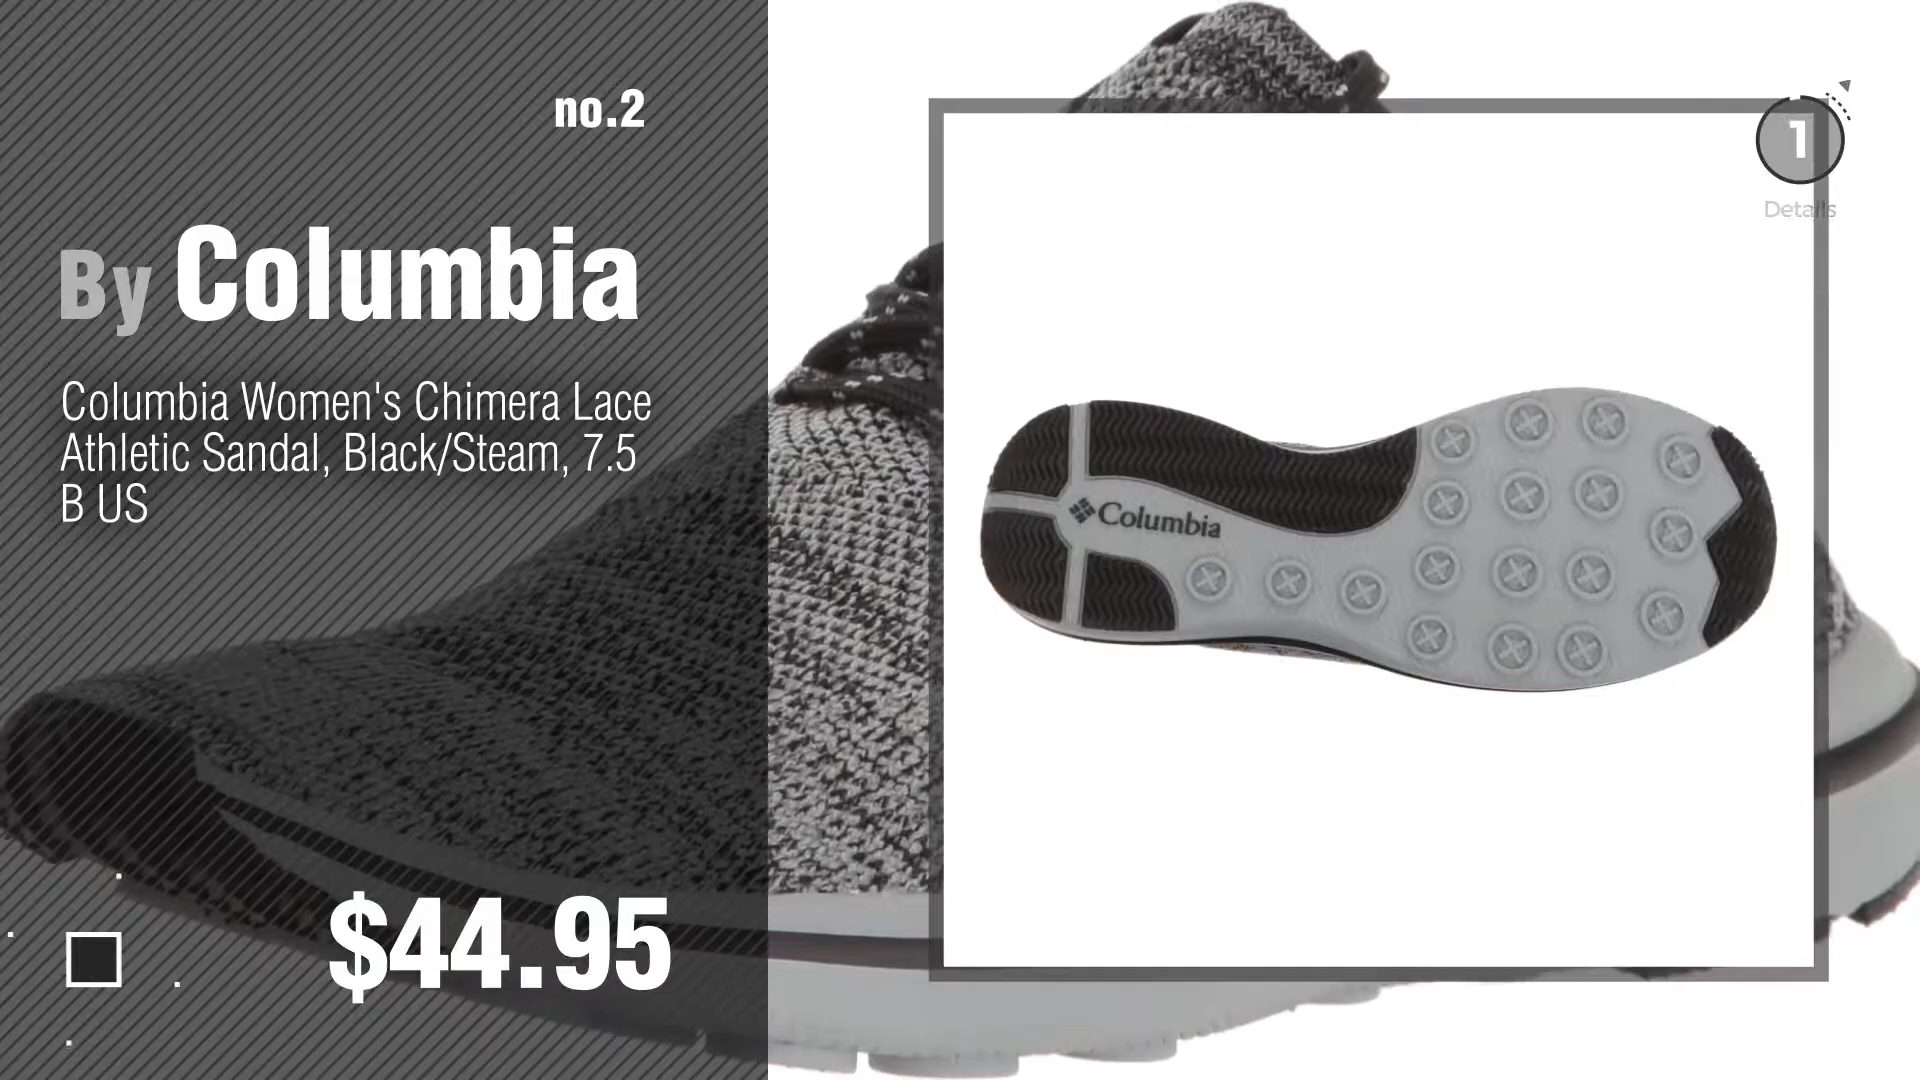 no.2
By Columbia
Columbia Women's Chimera Lace
Athletic Sandal, Black/Steam, 7.5
B US
$44.95
1
Details
Columbia